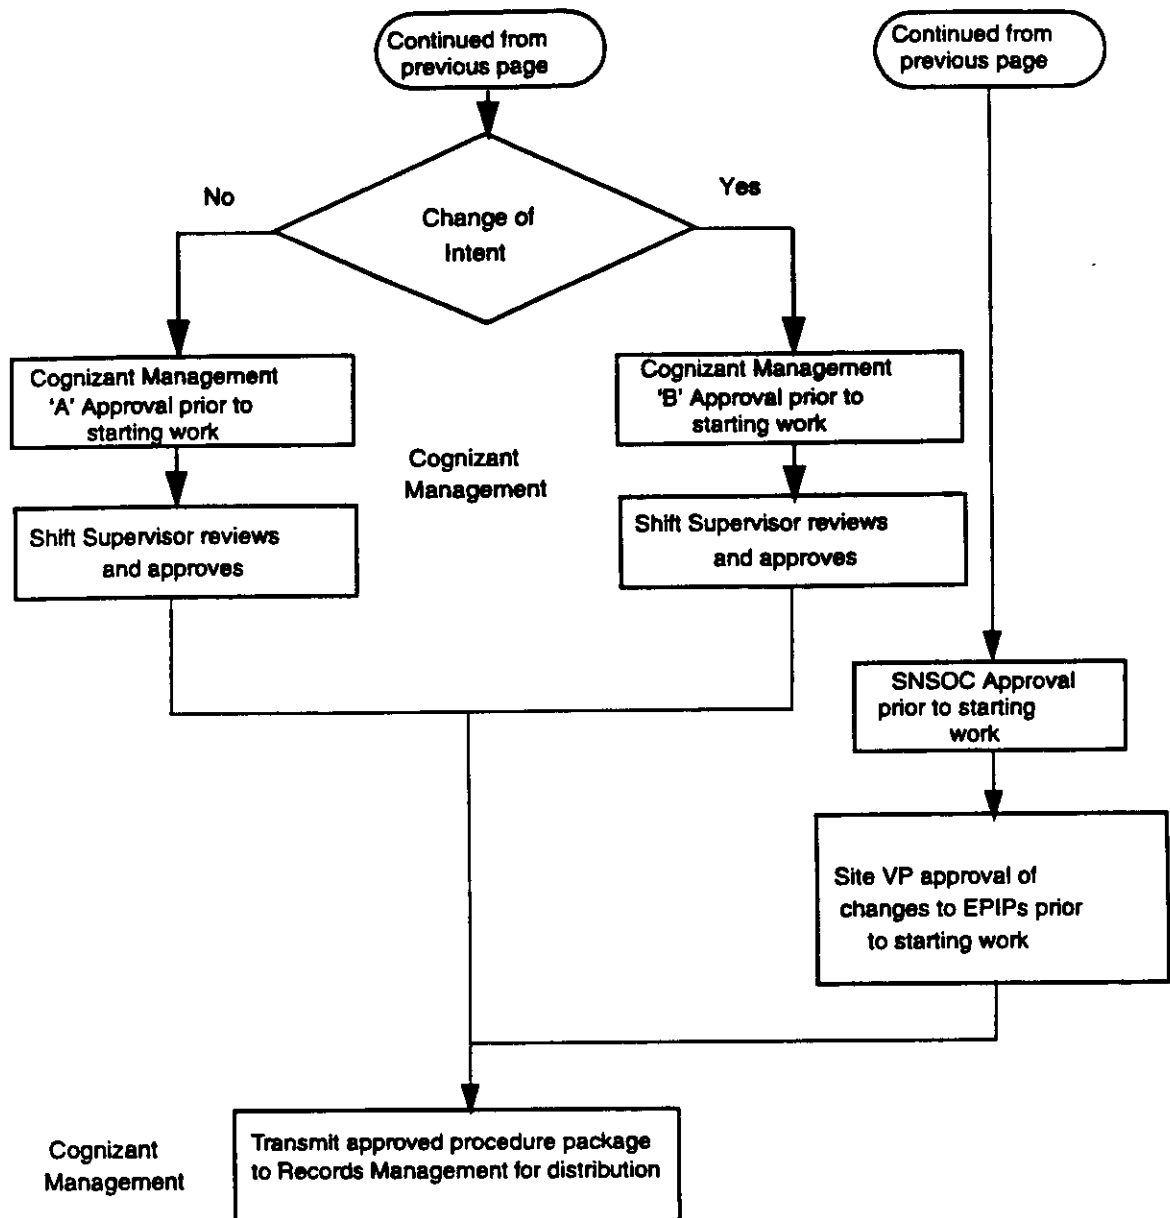 Continued from
previous page
Continued from
previous page
No
Yes
Change of
Intent
Cognizant Management
'A' Approval prior to
starting work
Cognizant Management
'B' Approval prior to
starting work
Cognizant
Management
Shift Supervisor reviews
and approves
Shift Supervisor reviews
and approves
SNSOC Approval
prior to starting
work
Site VP approval of
changes to EPIPs prior
to starting work
Cognizant
Management
Transmit approved procedure package
to Records Management for distribution